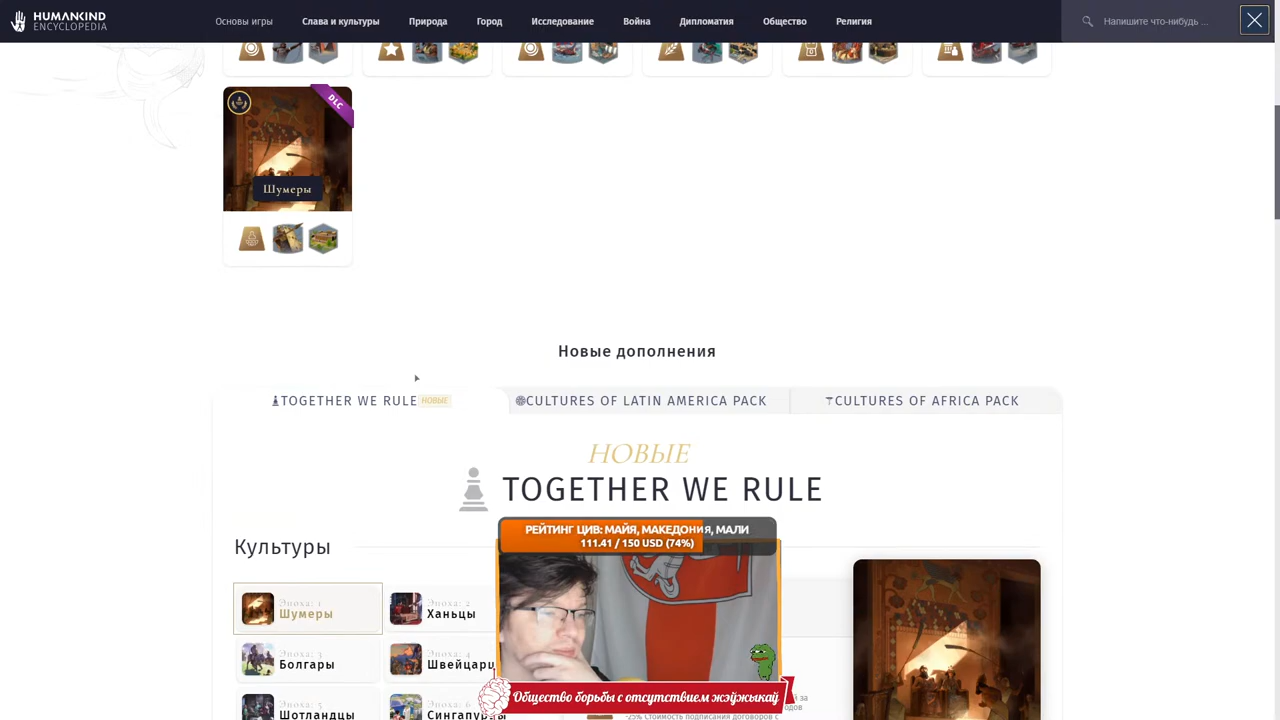 HUMANKIND
ENCYCLOPEDIA
Основы игры
Слава и культуры
Природа
Город
Исследование
Война
Дипломатия
Общество
Религия
Напишите что-нибудь ...
DLC
Шумеры
Новые дополнения
TOGETHER WE RULE НОВЫЕ
CULTURES OF LATIN AMERICA PACK
CULTURES OF AFRICA PACK
НОВЫЕ
TOGETHER WE RULE
РЕЙТИНГ ЦИВ: МАЙЯ, МАКЕДОНИЯ, МАЛИ
111.41 / 150 USD (74%)
Культуры
Эпоха: 1
Шумеры
Эпоха: 2
Ханьцы
Эпоха: 3
Болгары
Эпоха: 4
Швейцарц
Эпоха: 5
Шотландцы
Эпоха: 6
Сингапурцы
Общество борьбы с отсутствием жэўжыкаў
-25% Стоимость подписания договоров с